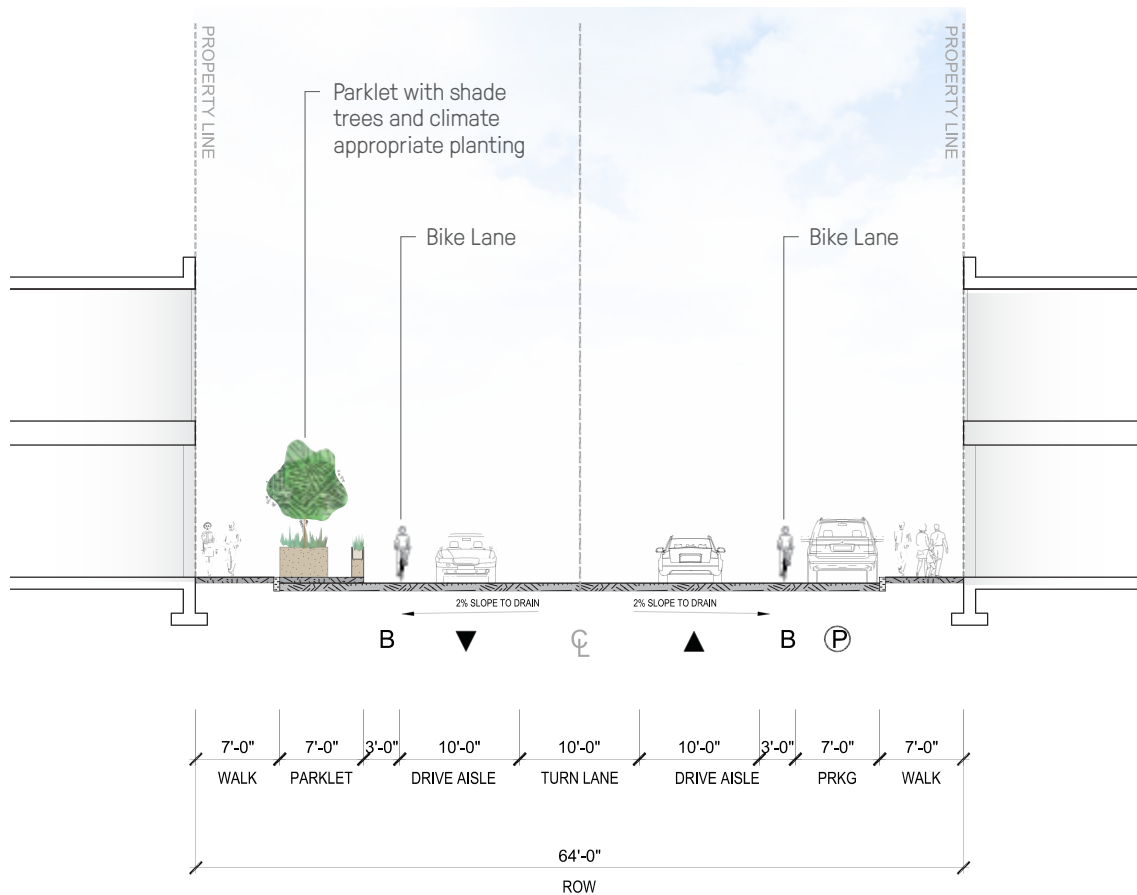 PROPERTY LINE
PROPERTY LINE
Parklet with shade
trees and climate
appropriate planting
Bike Lane
Bike Lane
2% SLOPE TO DRAIN
2% SLOPE TO DRAIN
B
℄
B
P
7'-0"
7'-0"
3'-0"
10'-0"
10'-0"
10'-0"
3'-0"
7'-0"
7'-0"
WALK
PARKLET
DRIVE AISLE
TURN LANE
DRIVE AISLE
PRKG
WALK
64'-0"
ROW